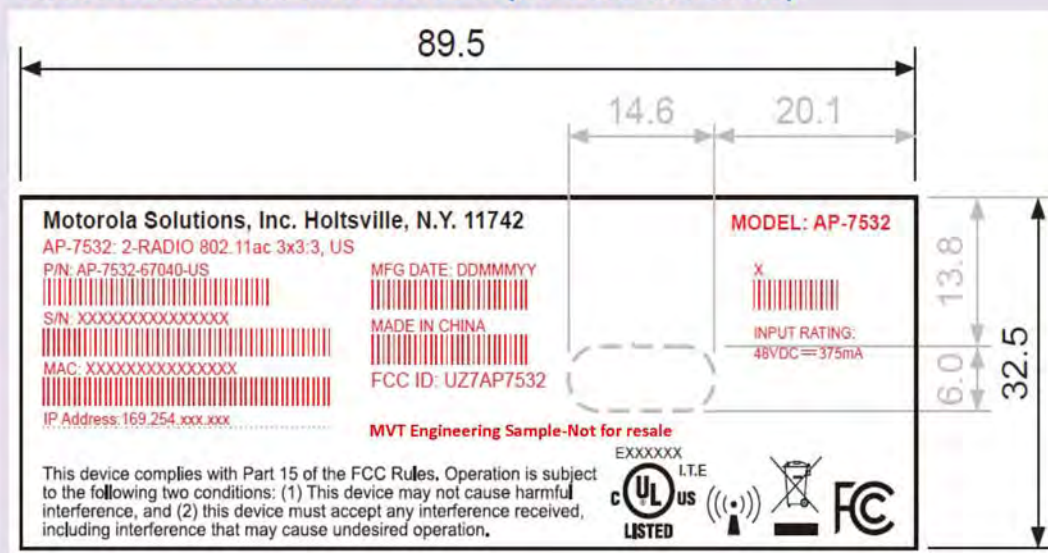 89.5
14.6
20.1
Motorola Solutions, Inc. Holtsville, N.Y. 11742
MODEL: AP-7532
AP-7532: 2-RADIO 802.11ac 3x3:3, US
P/N: AP-7532-67040-US
MFG DATE: DDMMMYY
X
S/N: XXXXXXXXXXXXXXX
MADE IN CHINA
INPUT RATING:
48VDC 375mA
MAC: XXXXXXXXXXXXXXX
FCC ID: UZ7AP7532
IP Address:169.254.xxx.xxx
13.8
6.0
32.5
MVT Engineering Sample-Not for resale
This device complies with Part 15 of the FCC Rules. Operation is subject
to the following two conditions: (1) This device may not cause harmful
interference, and (2) this device must accept any interference received,
including interference that may cause undesired operation.
EXXXXXX
I.T.E
C UL US
LISTED
FC